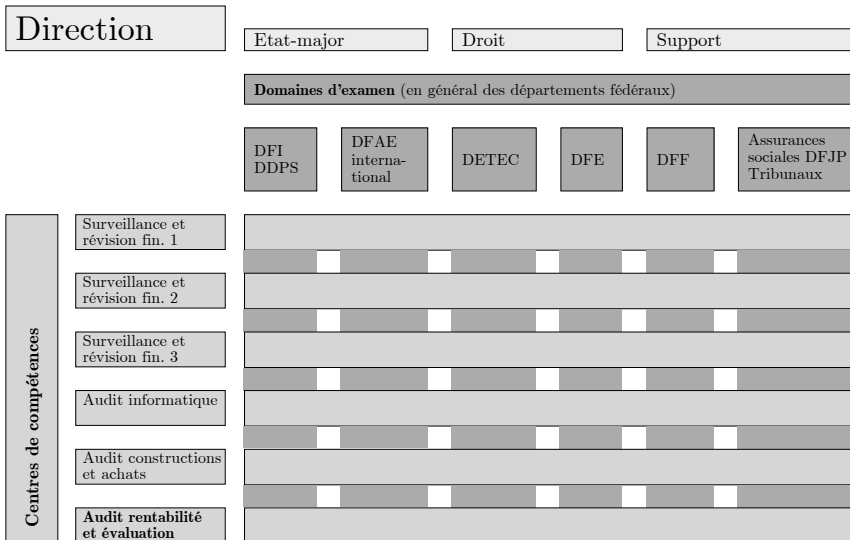 Direction
Etat-major
Droit
Support
Domaines d'examen (en général des départements fédéraux)
DFI
DDPS
DFAE
interna-
tional
DETEC
DFE
DFF
Assurances
sociales DFJP
Tribunaux
Centres de compétences
Surveillance et
révision fin. 1
Surveillance et
révision fin. 2
Surveillance et
révision fin. 3
Audit informatique
Audit constructions
et achats
Audit rentabilité
et évaluation